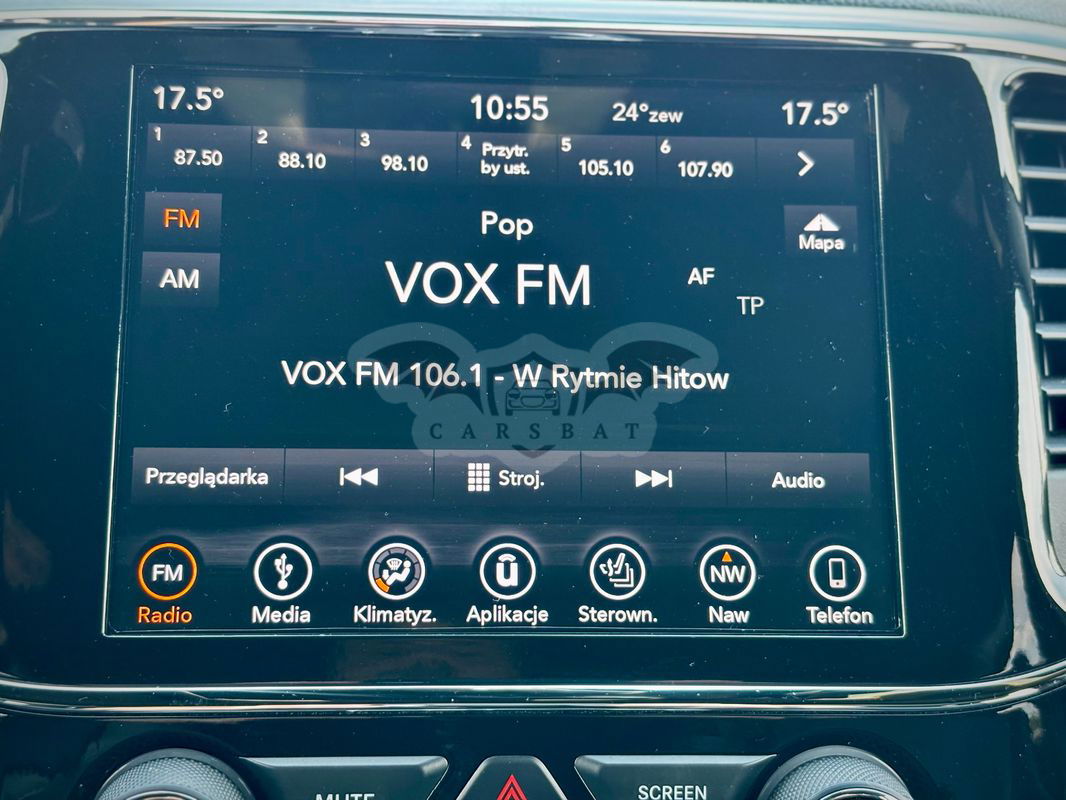 17.5° 10:55 24°zew 17.5°
1 87.50 2 88.10 3 98.10 4 Przytr. by ust. 5 105.10 6 107.90
FM
Pop
Mapa
AM
VOX FM
AF
TP
VOX FM 106.1 - W Rytmie Hitow
CARSBAT
Przeglądarka Stroj. Audio
FM NW
Radio Media Klimatyz. Aplikacje Sterown. Naw Telefon
MUTE SCREEN